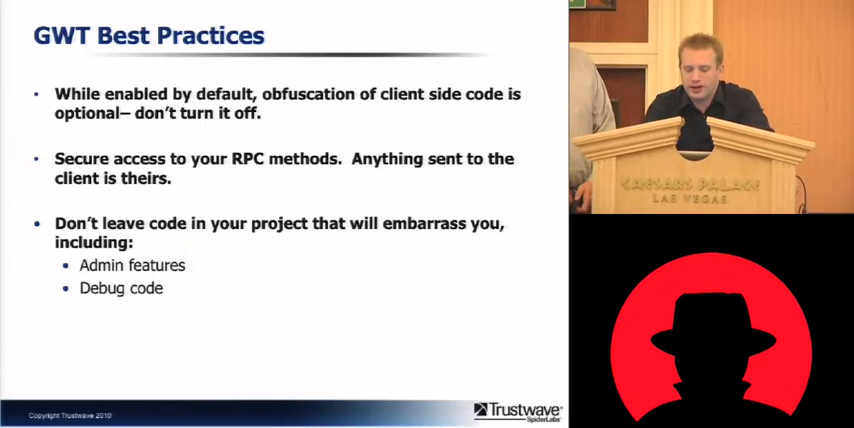 GWT Best Practices
• While enabled by default, obfuscation of client side code is
optional– don't turn it off.
• Secure access to your RPC methods. Anything sent to the
client is theirs.
• Don't leave code in your project that will embarrass you,
including:
• Admin features
• Debug code
Copyright Trustwave 2010
Trustwave®
SpiderLabs®
CAESARS PALACE
LAS VEGAS